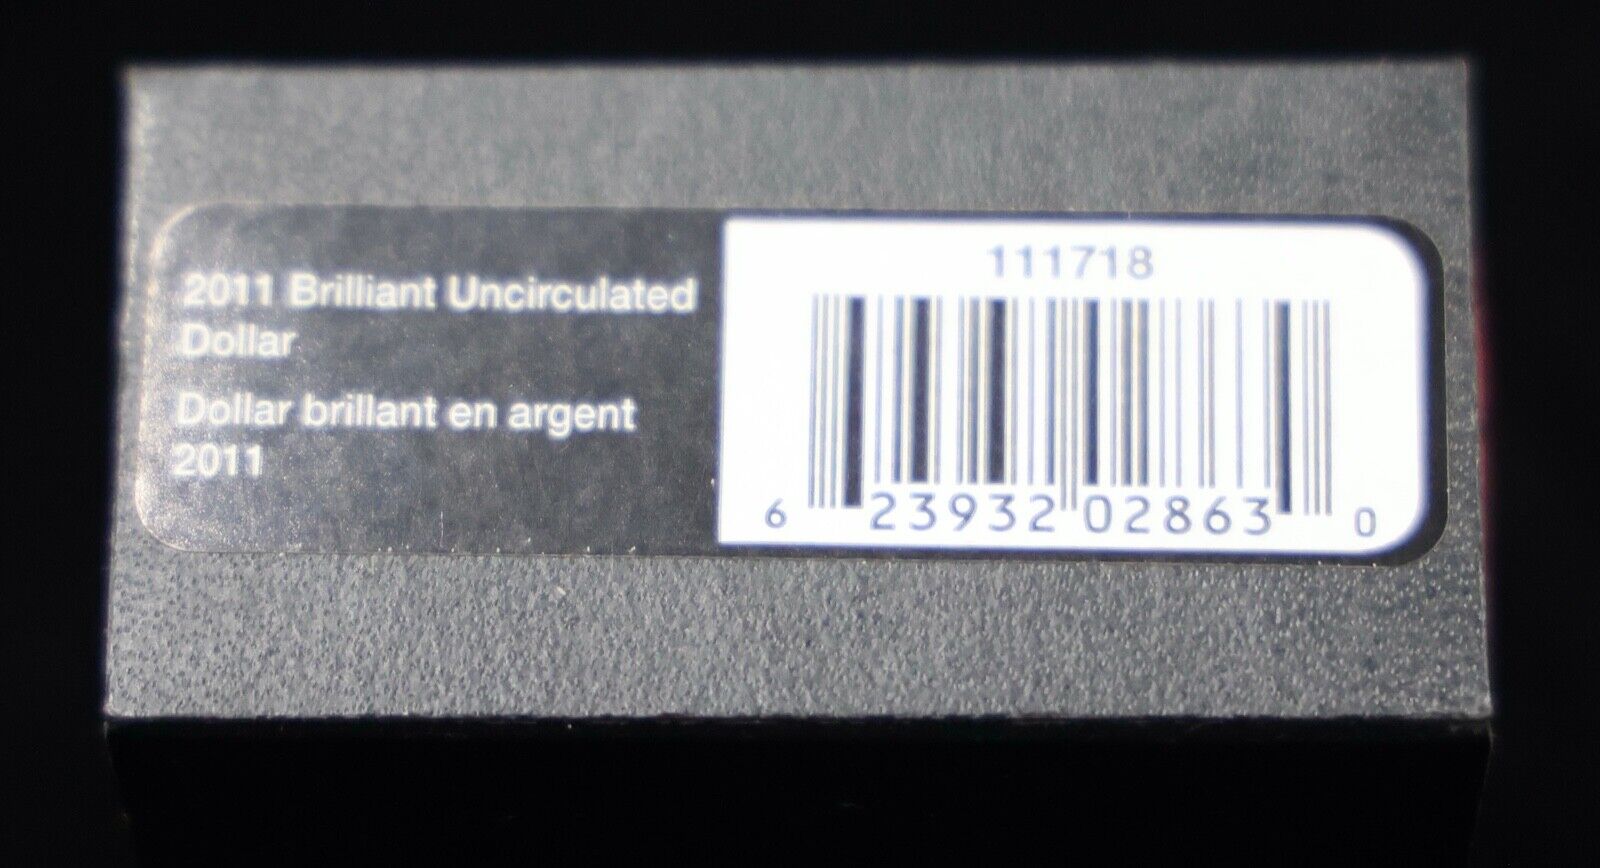 2011 Brilliant Uncirculated
Dollar
Dollar brillant en argent
2011
111718
6 23932 02863 0